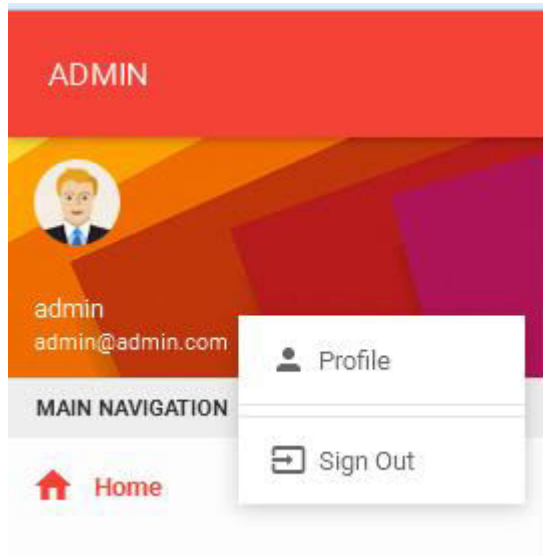 ADMIN
admin
admin@admin.com
Profile
MAIN NAVIGATION
Sign Out
Home